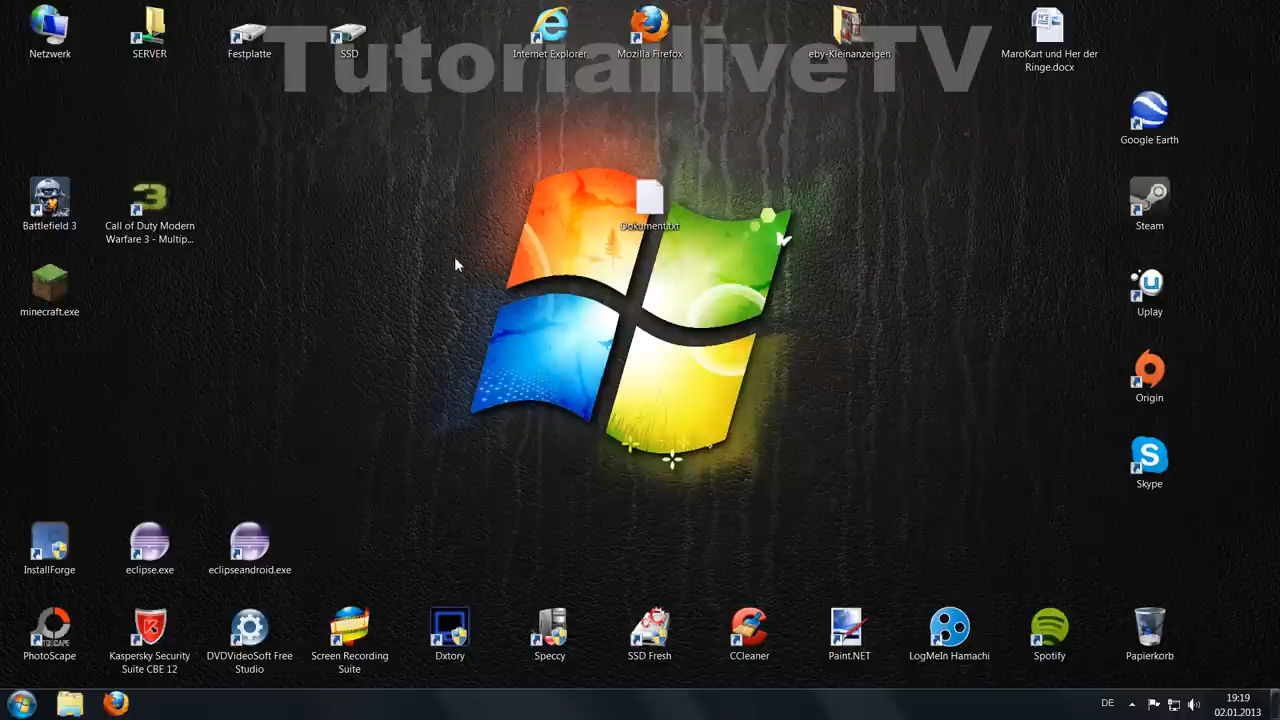 TutorialliveTV
Netzwerk
SERVER
Festplatte
SSD
Internet Explorer
Mozilla Firefox
eby-Kleinanzeigen
MaroKart und Her der
Ringe.docx
Google Earth
Battlefield 3
Call of Duty Modern
Warfare 3 - Multip...
Dokument.txt
Steam
minecraft.exe
Uplay
Origin
Skype
InstallForge
eclipse.exe
eclipseandroid.exe
PhotoScape
Kaspersky Security
Suite CBE 12
DVDVideoSoft Free
Studio
Screen Recording
Suite
Dxtory
Speccy
SSD Fresh
CCleaner
Paint.NET
LogMeIn Hamachi
Spotify
Papierkorb
DE
19:19
02.01.2013